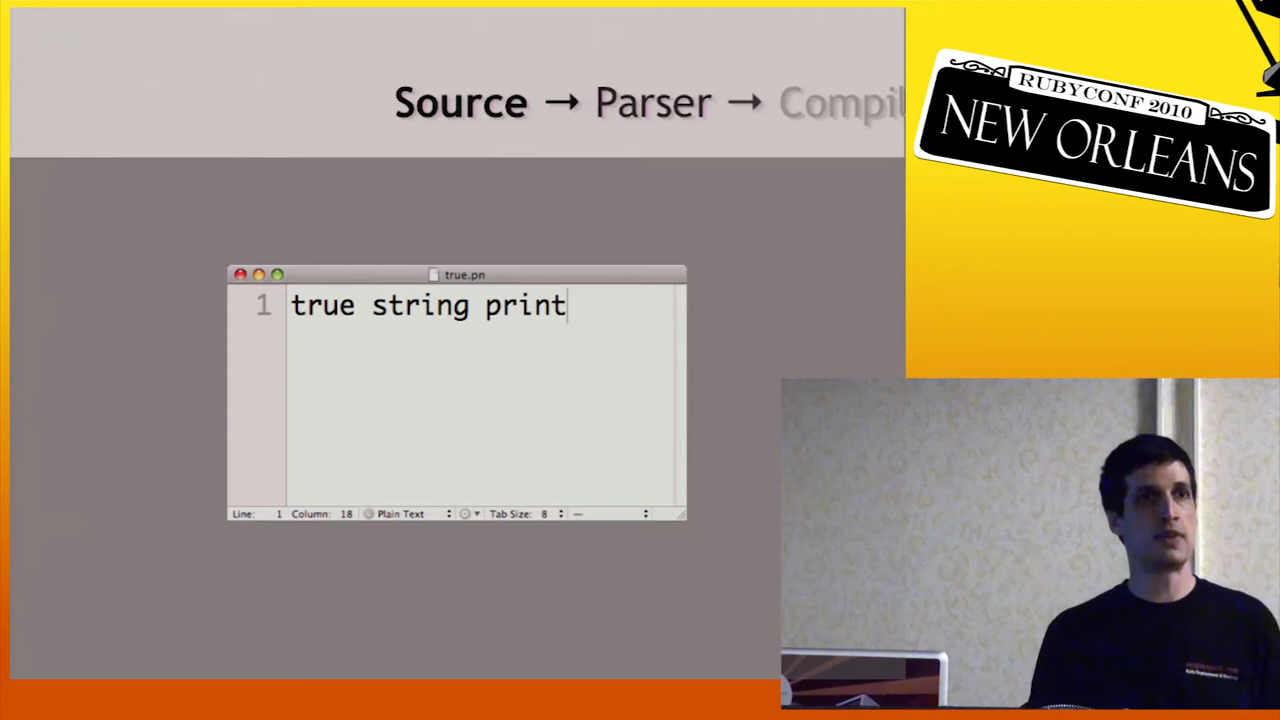 Source → Parser → Compil
RUBYCONF 2010
NEW ORLEANS
true.pn
1 true string print
Line: 1 Column: 18 Plain Text Tab Size: 8 —